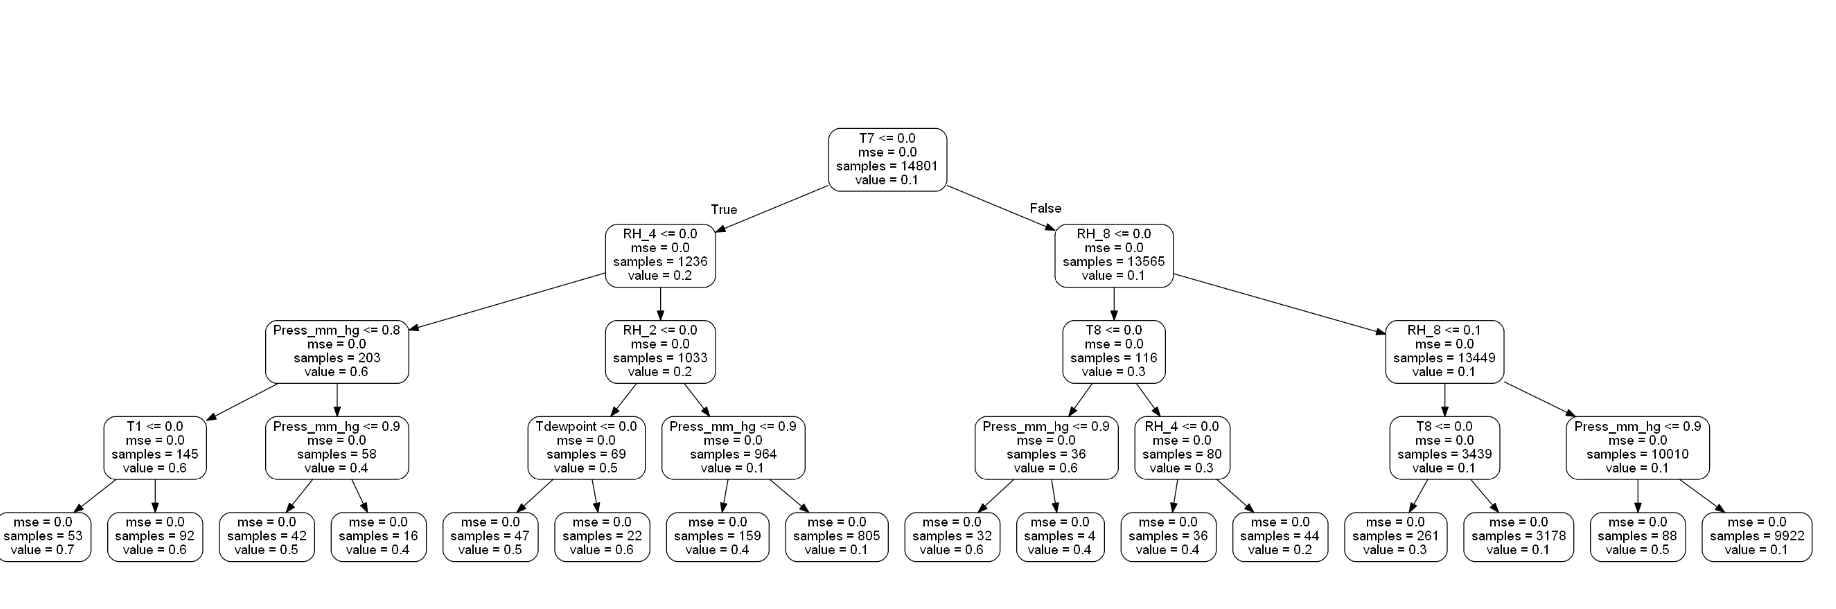 T7 <= 0.0
mse = 0.0
samples = 14801
value = 0.1
True
False
RH_4 <= 0.0
mse = 0.0
samples = 1236
value = 0.2
RH_8 <= 0.0
mse = 0.0
samples = 13565
value = 0.1
Press_mm_hg <= 0.8
mse = 0.0
samples = 203
value = 0.6
RH_2 <= 0.0
mse = 0.0
samples = 1033
value = 0.2
T8 <= 0.0
mse = 0.0
samples = 116
value = 0.3
RH_8 <= 0.1
mse = 0.0
samples = 13449
value = 0.1
T1 <= 0.0
mse = 0.0
samples = 145
value = 0.6
Press_mm_hg <= 0.9
mse = 0.0
samples = 58
value = 0.4
Tdewpoint <= 0.0
mse = 0.0
samples = 69
value = 0.5
Press_mm_hg <= 0.9
mse = 0.0
samples = 964
value = 0.1
Press_mm_hg <= 0.9
mse = 0.0
samples = 36
value = 0.6
RH_4 <= 0.0
mse = 0.0
samples = 80
value = 0.3
T8 <= 0.0
mse = 0.0
samples = 3439
value = 0.1
Press_mm_hg <= 0.9
mse = 0.0
samples = 10010
value = 0.1
mse = 0.0
samples = 53
value = 0.7
mse = 0.0
samples = 92
value = 0.6
mse = 0.0
samples = 42
value = 0.5
mse = 0.0
samples = 16
value = 0.4
mse = 0.0
samples = 47
value = 0.5
mse = 0.0
samples = 22
value = 0.6
mse = 0.0
samples = 159
value = 0.4
mse = 0.0
samples = 805
value = 0.1
mse = 0.0
samples = 32
value = 0.6
mse = 0.0
samples = 4
value = 0.4
mse = 0.0
samples = 36
value = 0.4
mse = 0.0
samples = 44
value = 0.2
mse = 0.0
samples = 261
value = 0.3
mse = 0.0
samples = 3178
value = 0.1
mse = 0.0
samples = 88
value = 0.5
mse = 0.0
samples = 9922
value = 0.1